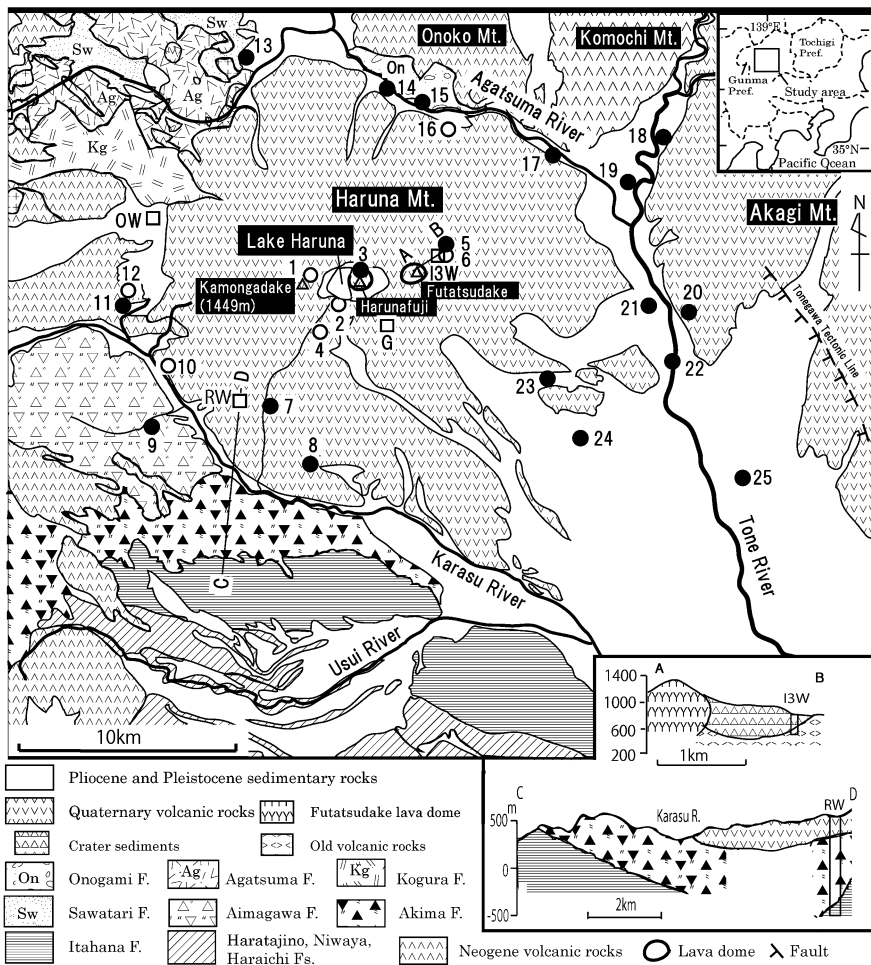 Sw
Sw
13
Onoko Mt.
Komochi Mt.
139°E
Tochigi
Pref.
Gunma
Pref.
Study area
35°N
Pacific Ocean
Ag
Ag
On
14
15
16
Agatsuma River
Kg
17
18
19
Haruna Mt.
Akagi Mt.
N
OW
Lake Haruna
B
5
6
A
I3W
3
1
Kamongadake
(1449m)
Futatsudake
Harunafuji
12
11
2
4
G
21
20
Tonegawa Tectonic Line
22
10
RW
D
7
23
9
8
24
25
C
Karasu River
Tone River
Usui River
10km
1400
1000
600
200
A
B
I3W
1km
C
D
m
500
0
-500
Karasu R.
RW
2km
Pliocene and Pleistocene sedimentary rocks
Quaternary volcanic rocks
Futatsudake lava dome
Crater sediments
Old volcanic rocks
On
Onogami F.
Ag
Agatsuma F.
Kg
Kogura F.
Sw
Sawatari F.
Aimagawa F.
Akima F.
Itahana F.
Haratajino, Niwaya,
Haraichi Fs.
Neogene volcanic rocks
Lava dome
Fault